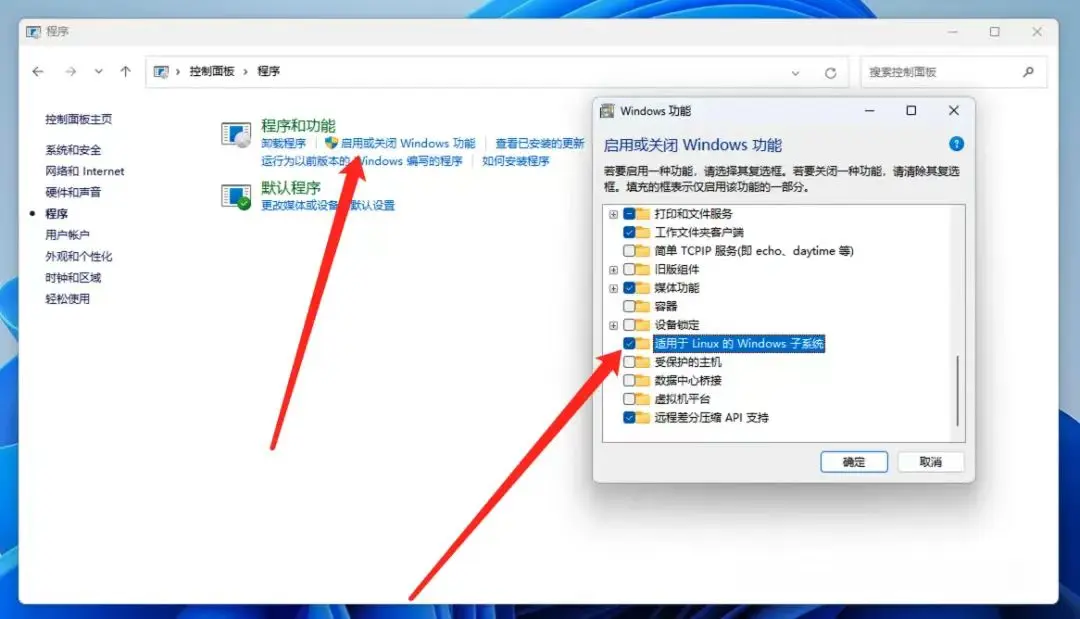 程序
控制面板 › 程序
搜索控制面板
控制面板主页
系统和安全
网络和 Internet
硬件和声音
程序
用户帐户
外观和个性化
时钟和区域
轻松使用
程序和功能
卸载程序
启用或关闭 Windows 功能
查看已安装的更新
运行为以前版本的 Windows 编写的程序
如何安装程序
默认程序
更改媒体或设备 默认设置
Windows 功能
启用或关闭 Windows 功能
若要启用一种功能，请选择其复选框。若要关闭一种功能，请清除其复选
框。填充的框表示仅启用该功能的一部分。
打印和文件服务
工作文件夹客户端
简单 TCPIP 服务(即 echo、daytime 等)
旧版组件
媒体功能
容器
设备锁定
适用于 Linux 的 Windows 子系统
受保护的主机
数据中心桥接
虚拟机平台
远程差分压缩 API 支持
确定
取消